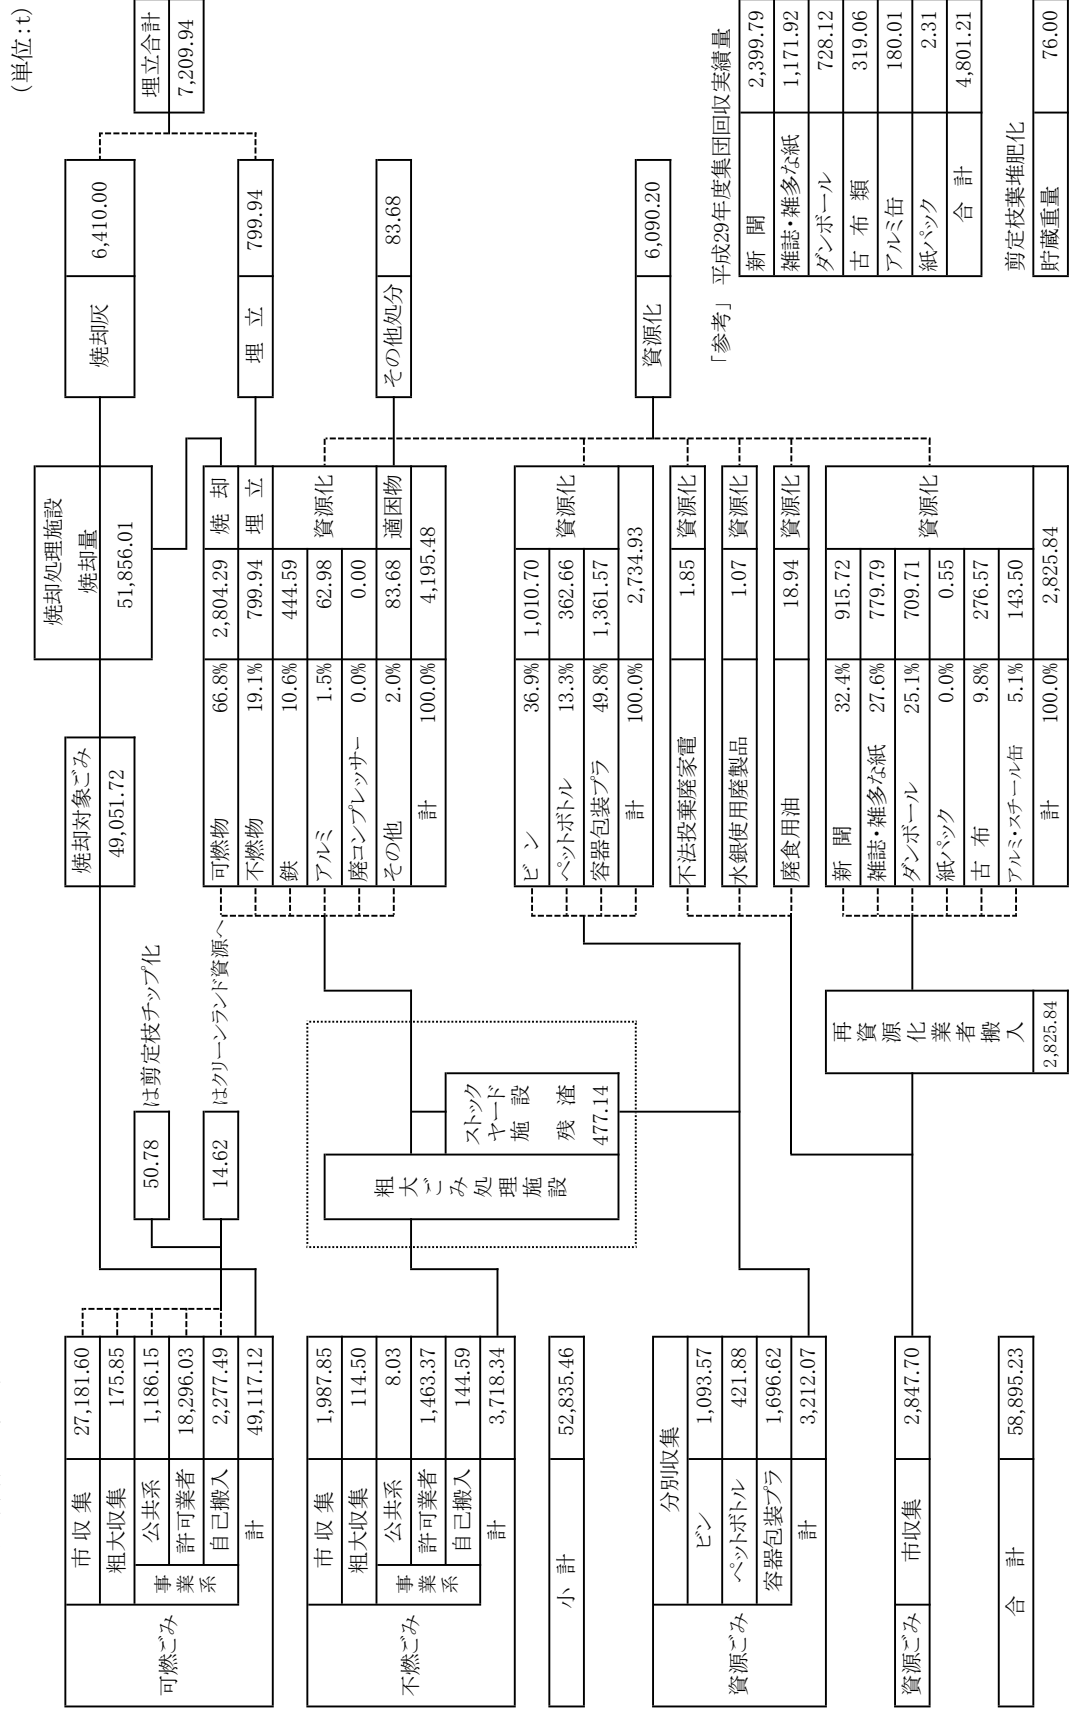 (単位:t)
可燃ごみ
市 収 集 27,181.60
粗大収集 175.85
事業系
公共系 1,186.15
許可業者 18,296.03
自己搬入 2,277.49
計 49,117.12
不燃ごみ
市 収 集 1,987.85
粗大収集 114.50
事業系
公共系 8.03
許可業者 1,463.37
自己搬入 144.59
計 3,718.34
小 計 52,835.46
資源ごみ
分別収集
ビン 1,093.57
ペットボトル 421.88
容器包装プラ 1,696.62
計 3,212.07
資源ごみ 市収集 2,847.70
合 計 58,895.23
50.78 は剪定枝チップ化
14.62 はクリーンランド資源へ
粗大ごみ処理施設
ストック
ヤード
施 設
残 渣
477.14
再資源化業者搬入
2,825.84
焼却対象ごみ
49,051.72
焼却処理施設
焼却量
51,856.01
可燃物 66.8% 2,804.29 焼 却
不燃物 19.1% 799.94 埋 立
鉄 10.6% 444.59
アルミ 1.5% 62.98 資源化
廃コンプレッサー 0.0% 0.00
その他 2.0% 83.68 適困物
計 100.0% 4,195.48
ビ ン 36.9% 1,010.70
ペットボトル 13.3% 362.66 資源化
容器包装プラ 49.8% 1,361.57
計 100.0% 2,734.93
不法投棄廃家電 1.85 資源化
水銀使用廃製品 1.07 資源化
廃食用油 18.94 資源化
新 聞 32.4% 915.72
雑誌・雑多な紙 27.6% 779.79
ダンボール 25.1% 709.71 資源化
紙パック 0.0% 0.55
古 布 9.8% 276.57
アルミ・スチール缶 5.1% 143.50
計 100.0% 2,825.84
焼却灰 6,410.00
埋 立 799.94
その他処分 83.68
資源化 6,090.20
埋立合計
7,209.94
「参考」 平成29年度集団回収実績量
新 聞 2,399.79
雑誌・雑多な紙 1,171.92
ダンボール 728.12
古 布 類 319.06
アルミ缶 180.01
紙パック 2.31
合 計 4,801.21
剪定枝葉堆肥化
貯蔵重量 76.00